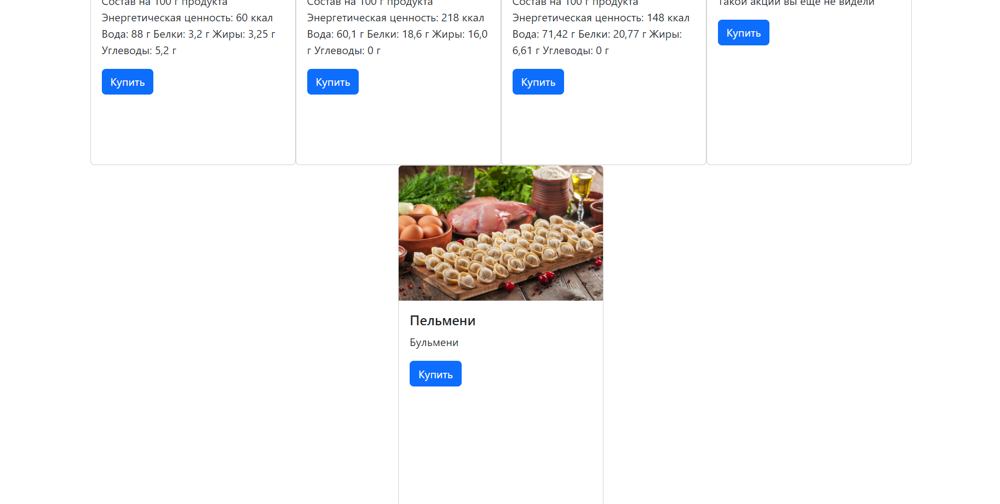 Состав на 100 г продукта
Энергетическая ценность: 60 ккал
Вода: 88 г Белки: 3,2 г Жиры: 3,25 г
Углеводы: 5,2 г
Купить
Состав на 100 г продукта
Энергетическая ценность: 218 ккал
Вода: 60,1 г Белки: 18,6 г Жиры: 16,0
г Углеводы: 0 г
Купить
Состав на 100 г продукта
Энергетическая ценность: 148 ккал
Вода: 71,42 г Белки: 20,77 г Жиры:
6,61 г Углеводы: 0 г
Купить
Такой акции вы еще не видели
Купить
Пельмени
Бульмени
Купить